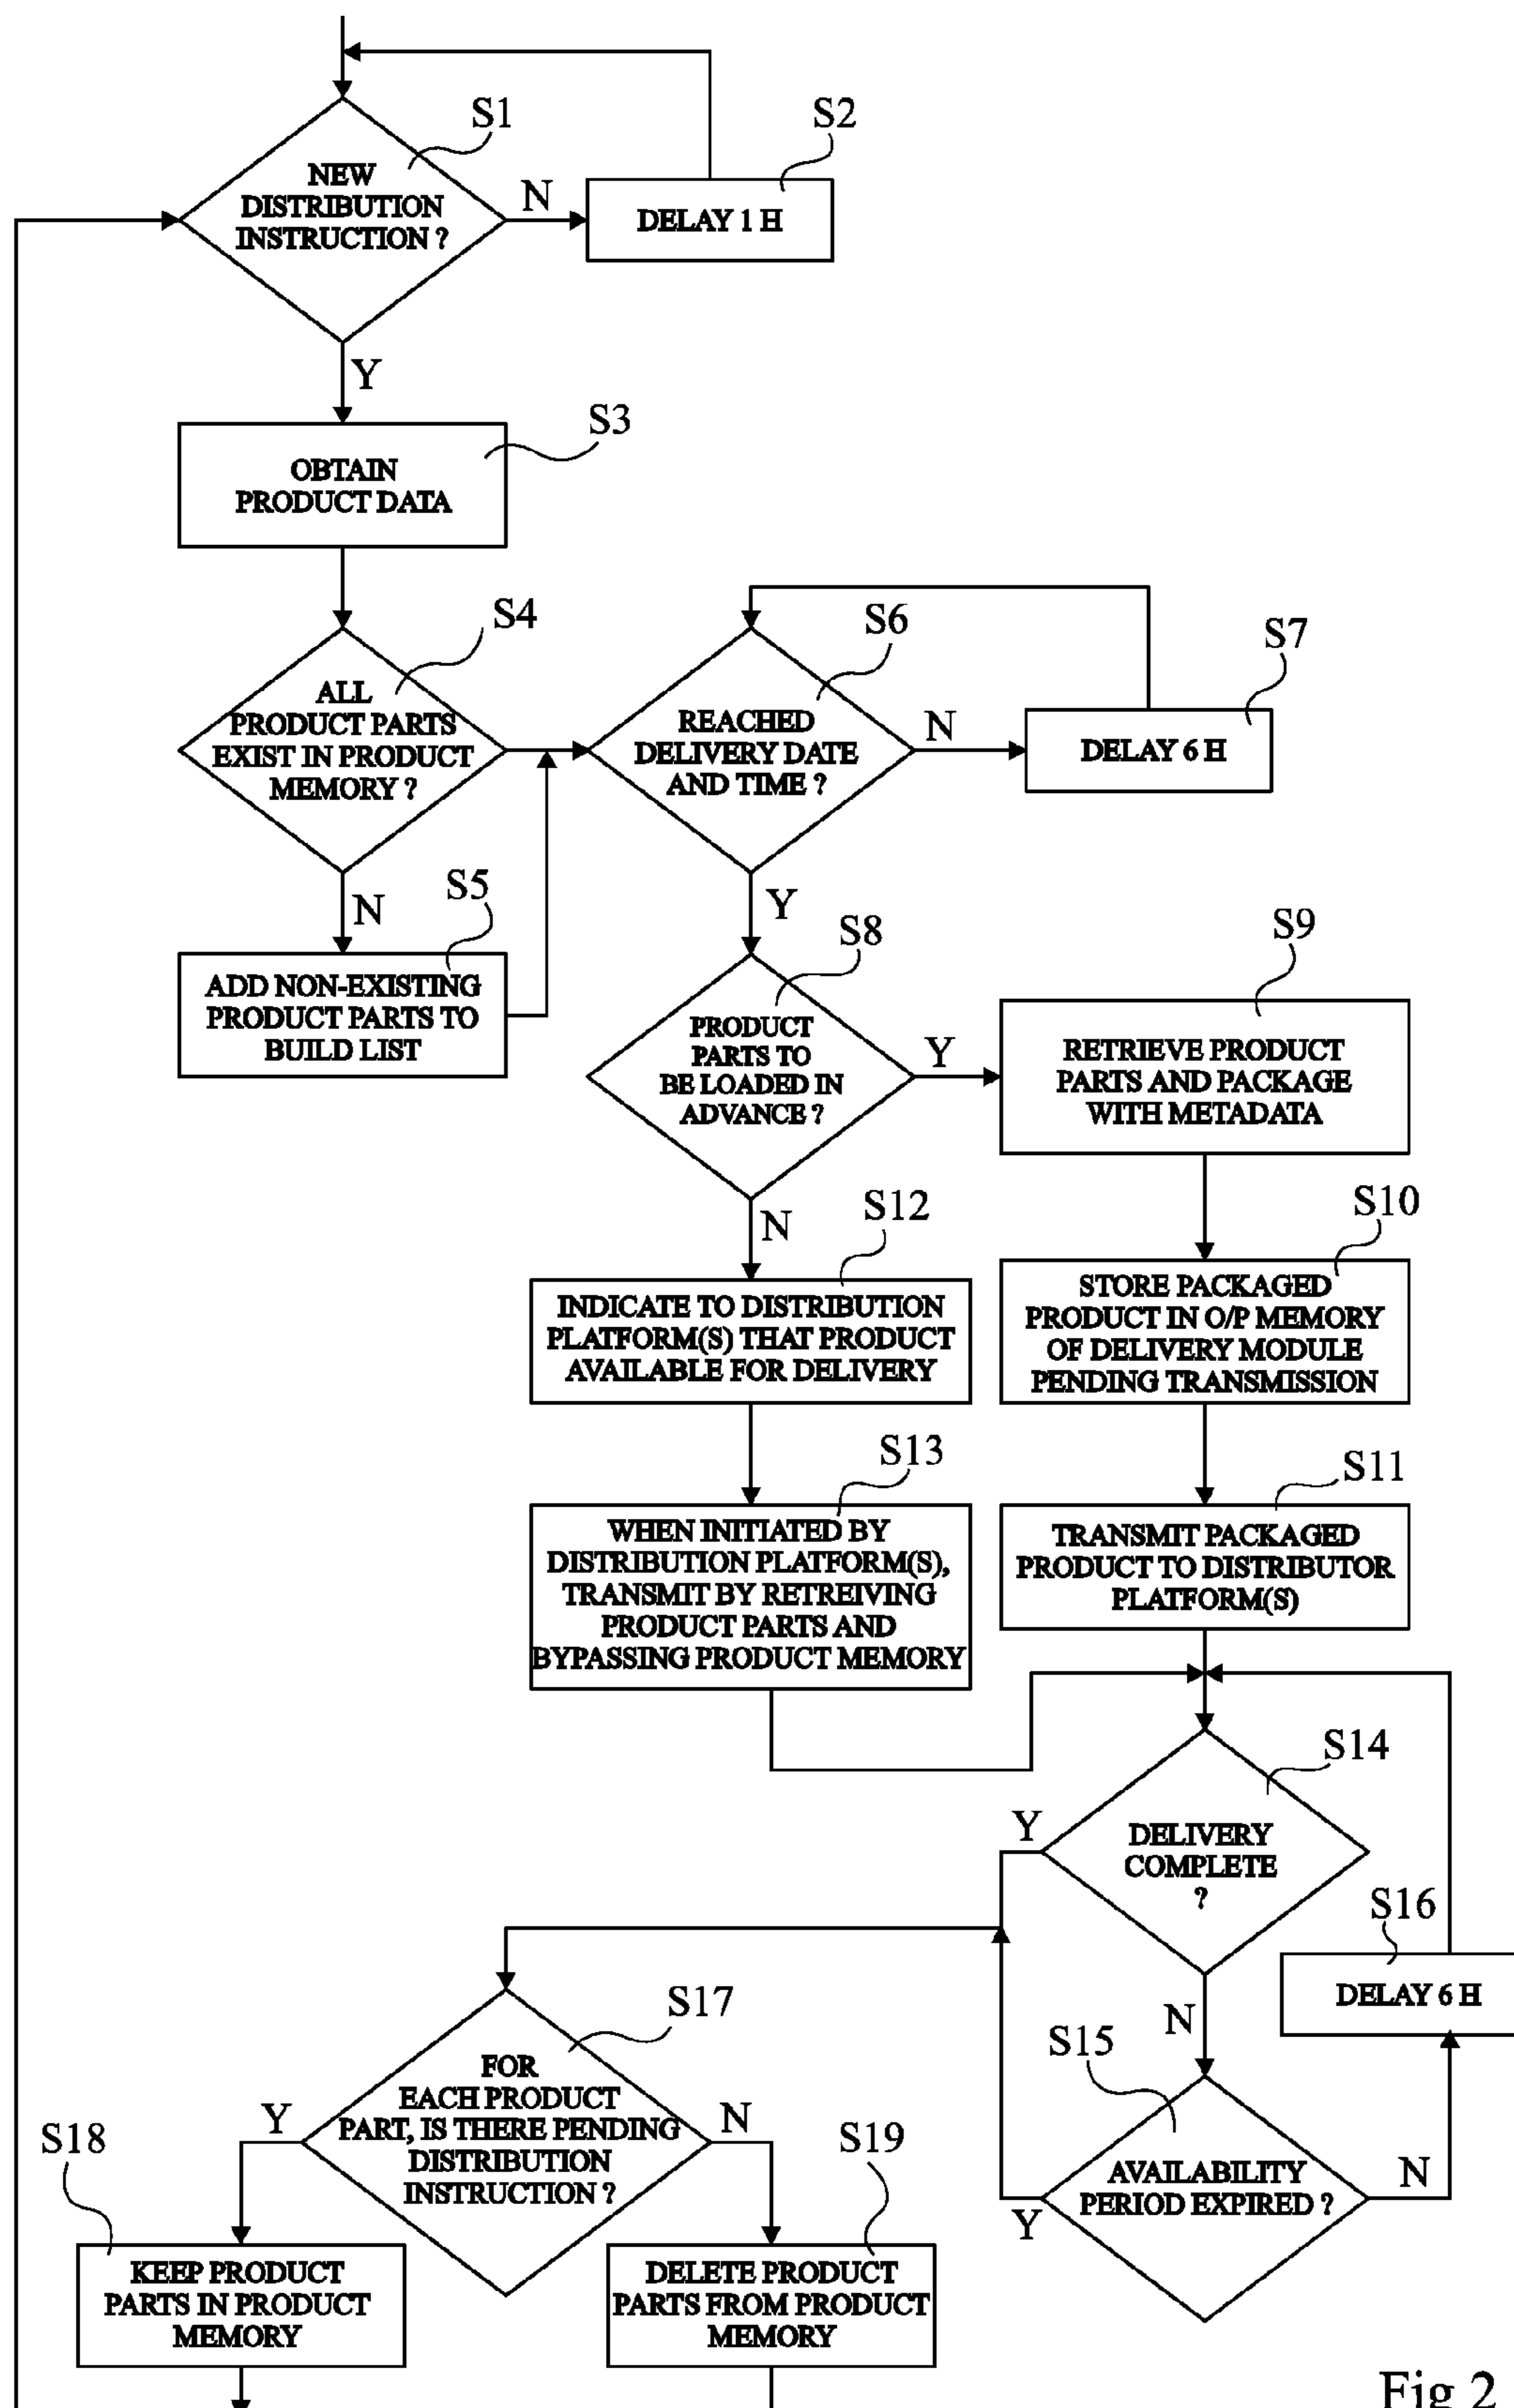 S1
NEW
DISTRIBUTION
INSTRUCTION ?
N
S2
DELAY 1 H
Y
S3
OBTAIN
PRODUCT DATA
S4
ALL
PRODUCT PARTS
EXIST IN PRODUCT
MEMORY ?
N
S5
ADD NON-EXISTING
PRODUCT PARTS TO
BUILD LIST
S6
REACHED
DELIVERY DATE
AND TIME ?
N
S7
DELAY 6 H
Y
S8
PRODUCT
PARTS TO
BE LOADED IN
ADVANCE ?
Y
S9
RETRIEVE PRODUCT
PARTS AND PACKAGE
WITH METADATA
S10
STORE PACKAGED
PRODUCT IN O/P MEMORY
OF DELIVERY MODULE
PENDING TRANSMISSION
S11
TRANSMIT PACKAGED
PRODUCT TO DISTRIBUTOR
PLATFORM(S)
N
S12
INDICATE TO DISTRIBUTION
PLATFORM(S) THAT PRODUCT
AVAILABLE FOR DELIVERY
S13
WHEN INITIATED BY
DISTRIBUTION PLATFORM(S),
TRANSMIT BY RETREIVING
PRODUCT PARTS AND
BYPASSING PRODUCT MEMORY
S14
DELIVERY
COMPLETE
?
Y
N
S15
AVAILABILITY
PERIOD EXPIRED ?
Y
N
S16
DELAY 6 H
S17
FOR
EACH PRODUCT
PART, IS THERE PENDING
DISTRIBUTION
INSTRUCTION ?
Y
N
S18
KEEP PRODUCT
PARTS IN PRODUCT
MEMORY
S19
DELETE PRODUCT
PARTS FROM PRODUCT
MEMORY
Fig 2